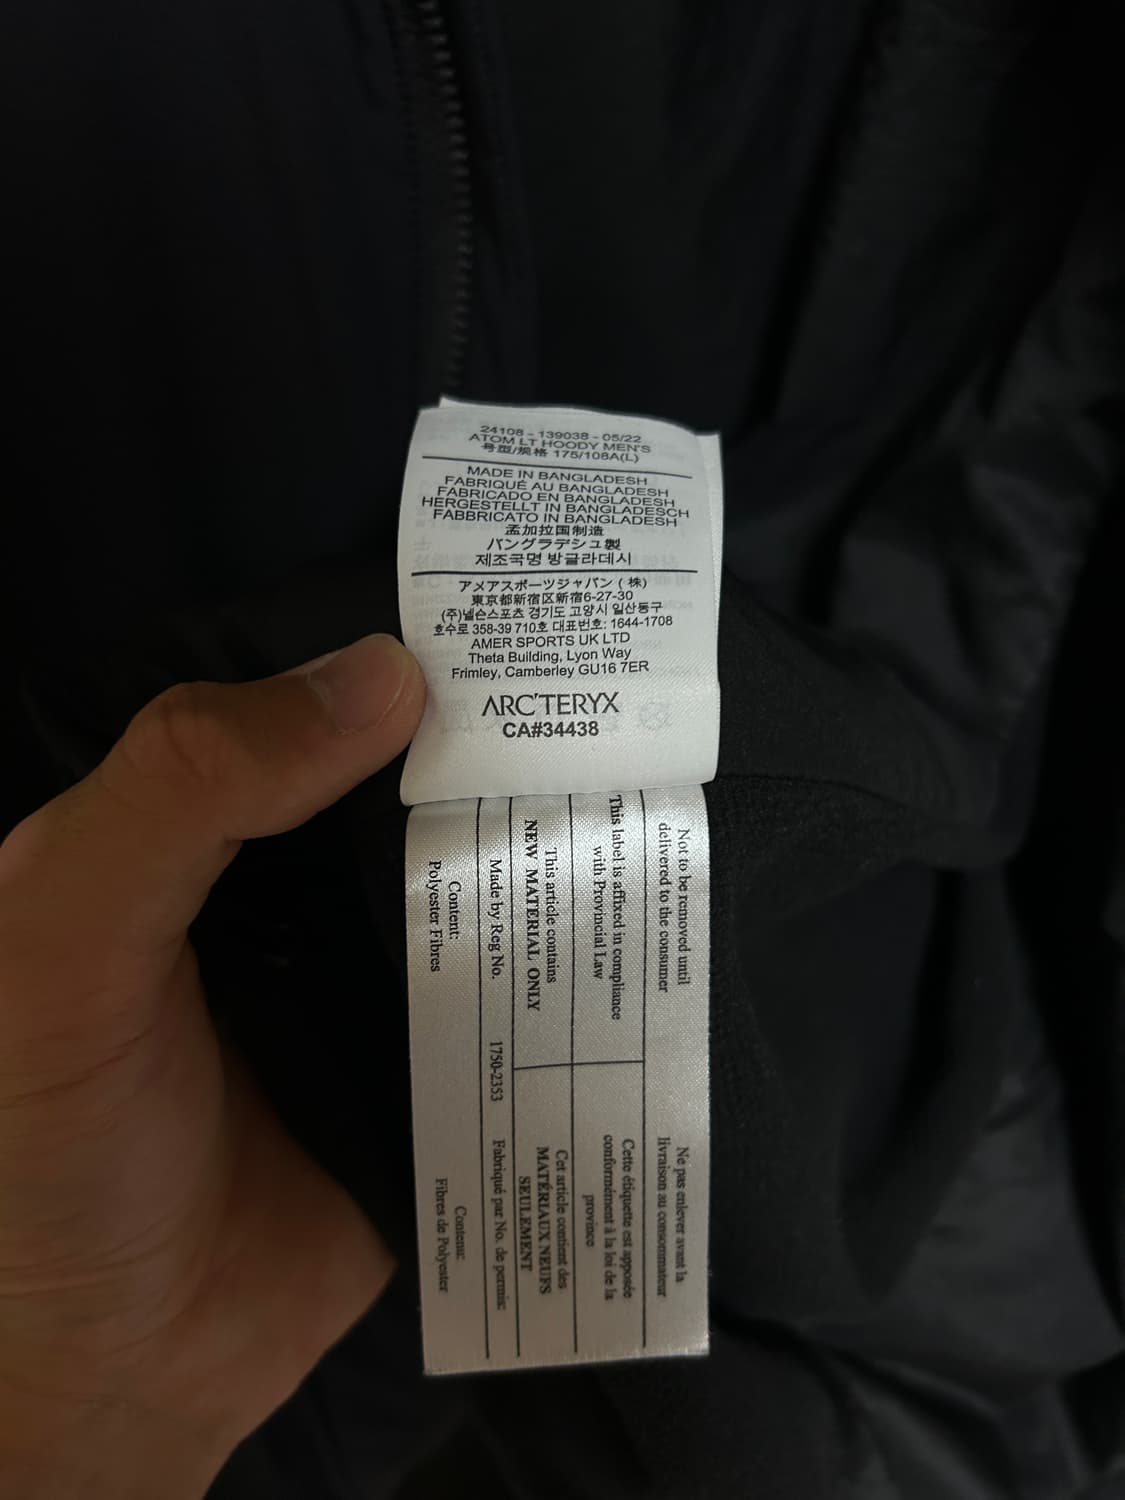 24108 - 139038 - 05/22
ATOM LT HOODY MEN'S
号型/规格 175/108A(L)
MADE IN BANGLADESH
FABRIQUÉ AU BANGLADESH
FABRICADO EN BANGLADESH
HERGESTELLT IN BANGLADESCH
FABBRICATO IN BANGLADESH
孟加拉国制造
バングラデシュ製
제조국명 방글라데시
アメアスポーツジャパン ( 株)
東京都新宿区新宿6-27-30
(주)넬슨스포츠 경기도 고양시 일산동구
호수로 358-39 710호 대표번호: 1644-1708
AMER SPORTS UK LTD
Theta Building, Lyon Way
Frimley, Camberley GU16 7ER
ARC'TERYX
CA#34438
Not to be removed until
delivered to the consumer
Ne pas enlever avant la
livraison au consommateur
This label is affixed in compliance
with Provincial Law
Cette étiquette est apposée
conformément à la loi de la
province
This article contains
NEW MATERIAL ONLY
Cet article contient des
MATÉRIAUX NEUFS
SEULEMENT
Made by Reg No. 1750-2353 Fabriqué par No. de permis:
Content:
Polyester Fibres
Contenu:
Fibres de Polyester